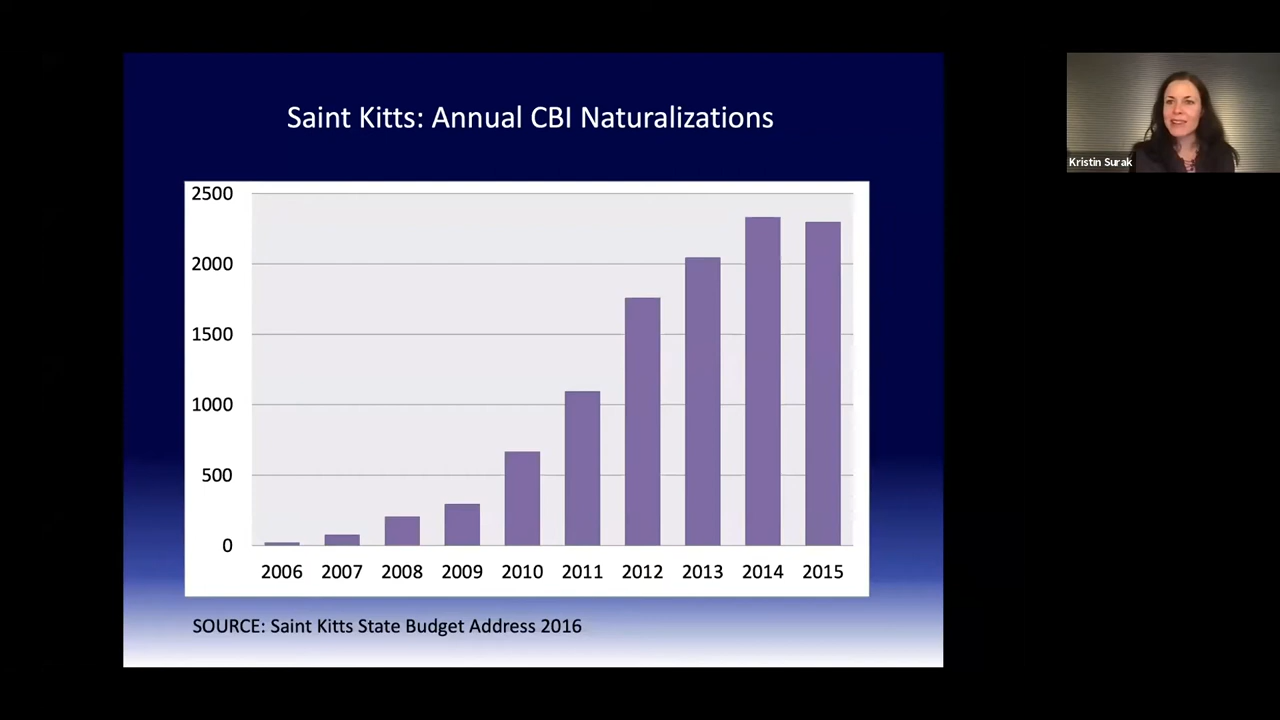 Saint Kitts: Annual CBI Naturalizations
Kristin Surak
2500
2000
1500
1000
500
0
2006 2007 2008 2009 2010 2011 2012 2013 2014 2015
SOURCE: Saint Kitts State Budget Address 2016